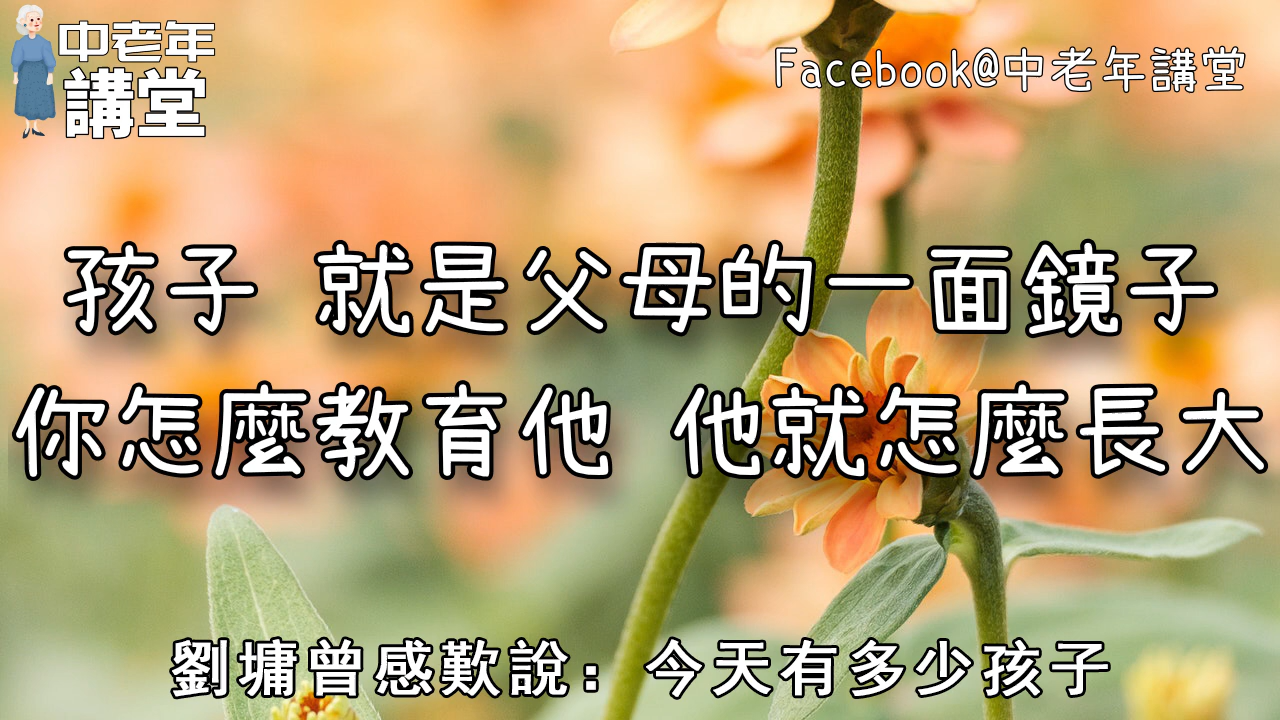 中老年
講堂
Facebook@中老年講堂
孩子 就是父母的一面鏡子
你怎麼教育他 他就怎麼長大
劉墉曾感歎說：今天有多少孩子